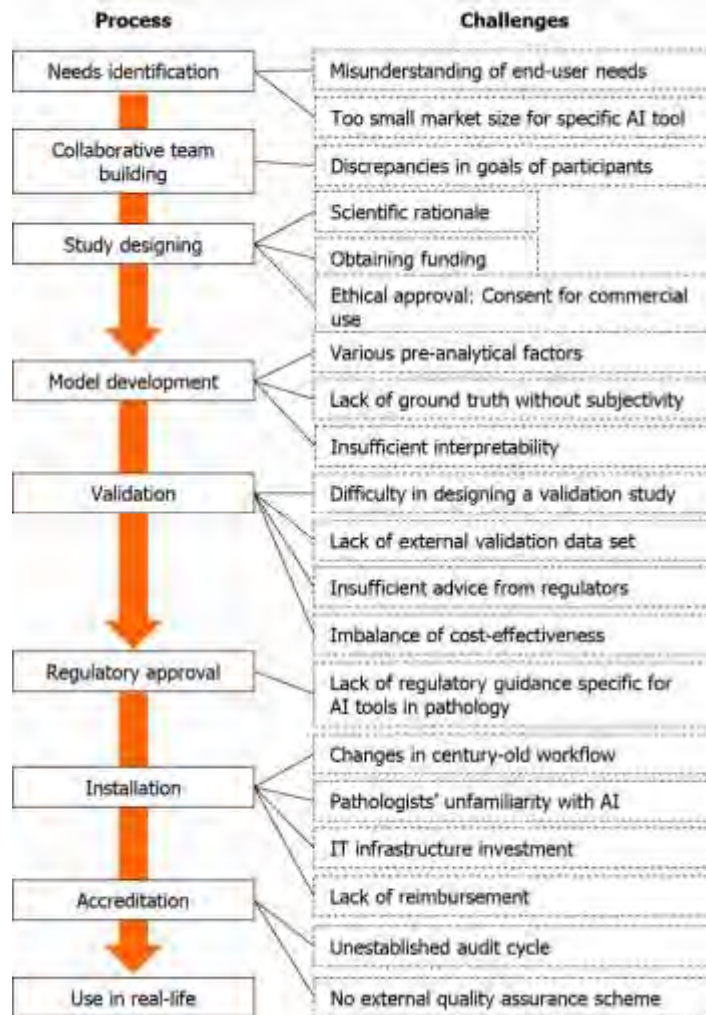 Process
Challenges
Needs identification
Misunderstanding of end-user needs
Too small market size for specific AI tool
Collaborative team
building
Discrepancies in goals of participants
Study designing
Scientific rationale
Obtaining funding
Ethical approval: Consent for commercial
use
Model development
Various pre-analytical factors
Lack of ground truth without subjectivity
Insufficient interpretability
Validation
Difficulty in designing a validation study
Lack of external validation data set
Insufficient advice from regulators
Imbalance of cost-effectiveness
Regulatory approval
Lack of regulatory guidance specific for
AI tools in pathology
Installation
Changes in century-old workflow
Pathologists' unfamiliarity with AI
IT infrastructure investment
Lack of reimbursement
Accreditation
Unestablished audit cycle
No external quality assurance scheme
Use in real-life